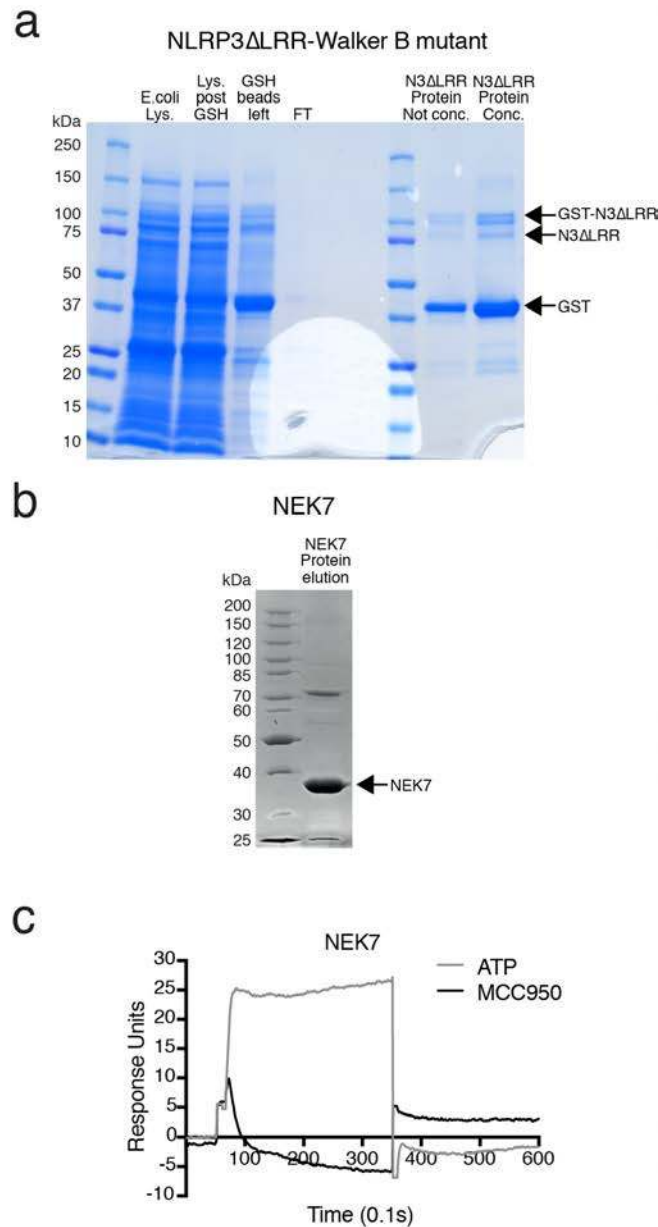 a
NLRP3ΔLRR-Walker B mutant
kDa
E.coli
Lys.
Lys.
post
GSH
GSH
beads
left
FT
N3ΔLRR
Protein
Not conc.
N3ΔLRR
Protein
Conc.
250
150
100
75
50
37
25
20
15
10
GST-N3ΔLRR
N3ΔLRR
GST
b
NEK7
kDa
NEK7
Protein
elution
200
150
120
100
85
70
60
50
40
30
25
NEK7
c
NEK7
Response Units
30
25
20
15
10
5
0
-5
-10
100 200 300 400 500 600
Time (0.1s)
ATP
MCC950